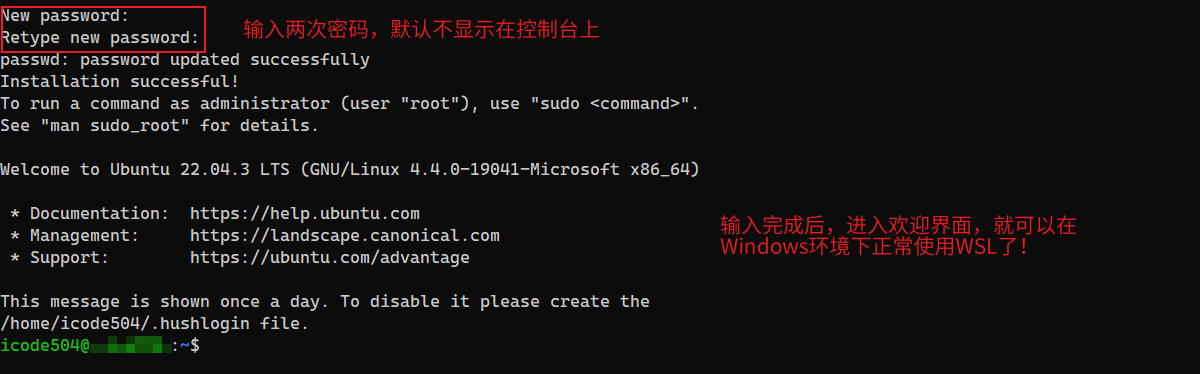 New password:
输入两次密码，默认不显示在控制台上
Retype new password:
passwd: password updated successfully
Installation successful!
To run a command as administrator (user "root"), use "sudo <command>".
See "man sudo_root" for details.
Welcome to Ubuntu 22.04.3 LTS (GNU/Linux 4.4.0-19041-Microsoft x86_64)
* Documentation:  https://help.ubuntu.com
* Management:     https://landscape.canonical.com
* Support:        https://ubuntu.com/advantage
输入完成后，进入欢迎界面，就可以在
Windows环境下正常使用WSL了！
This message is shown once a day. To disable it please create the
/home/icode504/.hushlogin file.
icode504@:~$